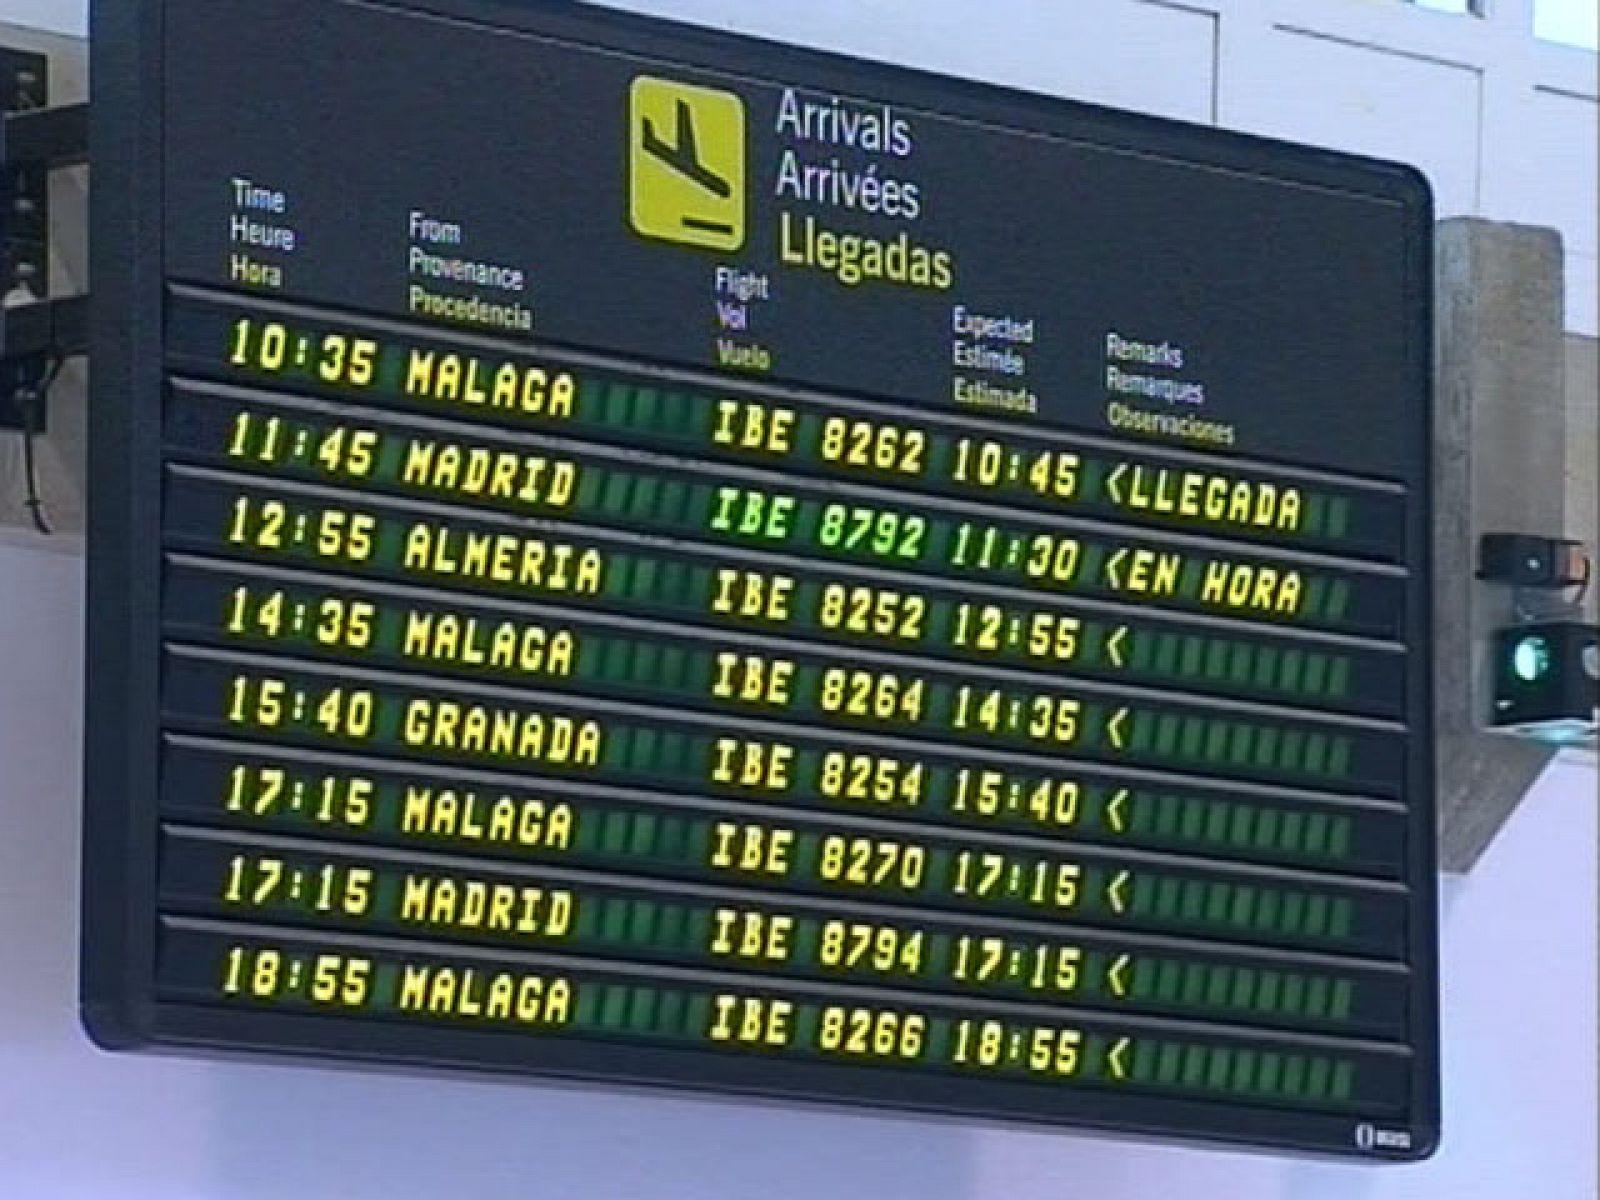 Arrivals
Arrivées
Llegadas
Time From Flight Expected Remarks
Heure Provenance Vol Estimée Remarques
Hora Procedencia Vuelo Estimada Observaciones
10:35 MALAGA IBE 8262 10:45 <LLEGADA
11:45 MADRID IBE 8792 11:30 <EN HORA
12:55 ALMERIA IBE 8252 12:55 <
14:35 MALAGA IBE 8264 14:35 <
15:40 GRANADA IBE 8254 15:40 <
17:15 MALAGA IBE 8270 17:15 <
17:15 MADRID IBE 8794 17:15 <
18:55 MALAGA IBE 8266 18:55 <